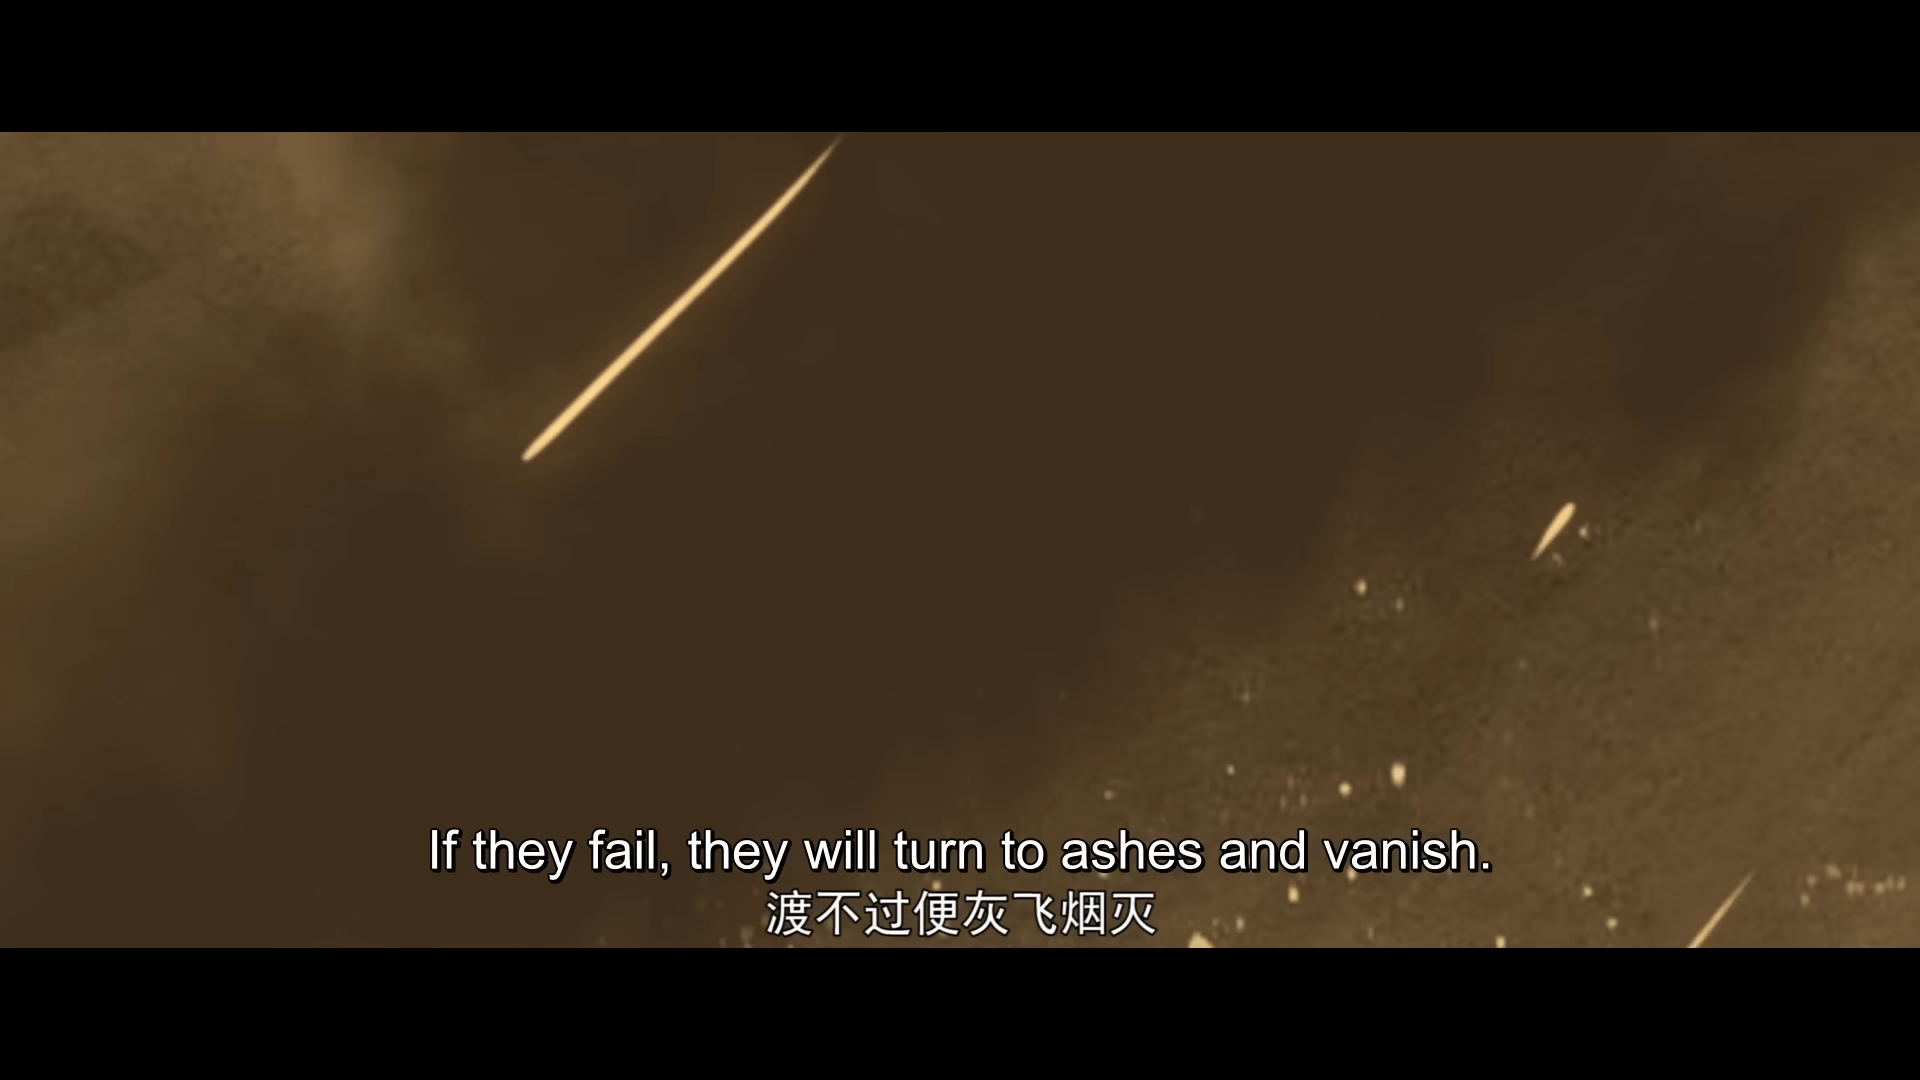 If they fail, they will turn to ashes and vanish.
渡不过便灰飞烟灭